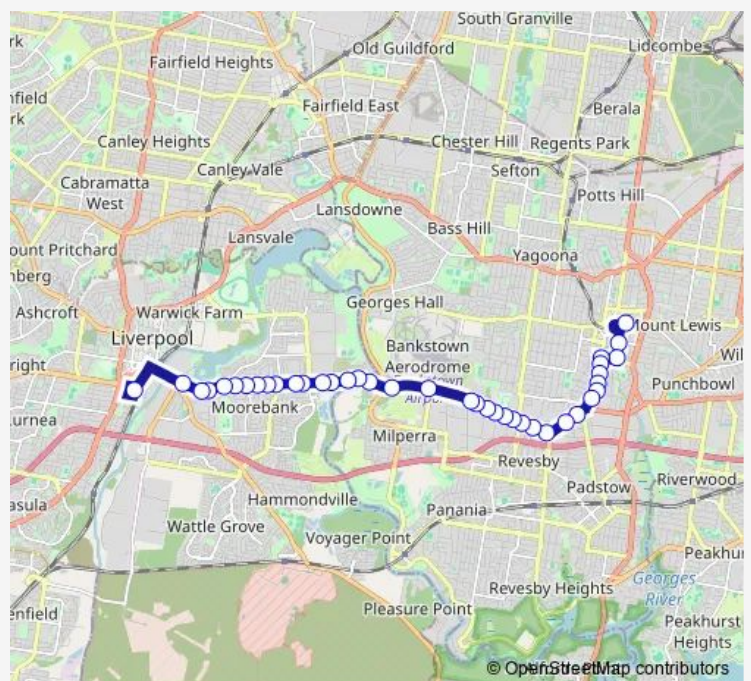 South Granville
Old Guildford
Lidcombe
rk
Fairfield Heights
nfield
rk
Fairfield East
Berala
Canley Heights
Chester Hill
Regents Park
Canley Vale
Sefton
Cabramatta
West
Potts Hill
Lansdowne
Bass Hill
ount Pritchard
Lansvale
Yagoona
nberg
Georges Hall
Ashcroft
Warwick Farm
Mount Lewis
Liverpool
Bankstown
Aerodrome
Wil
right
Punchbowl
Moorebank
urnea
Milperra
Revesby
Padstow
Riverwood
Hammondville
asula
Panania
Wattle Grove
Voyager Point
Peakhur
Georges
River
Revesby Heights
enfield
Pleasure Point
Peakhurst
Heights
© OpenStreetMap contributors